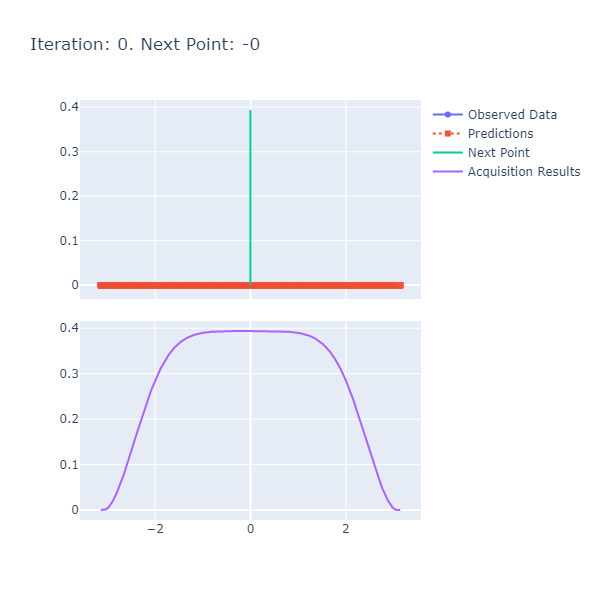 Iteration: 0. Next Point: -0
0.4
0.3
0.2
0.1
0
−2
0
2
0.4
0.3
0.2
0.1
0
Observed Data
Predictions
Next Point
Acquisition Results